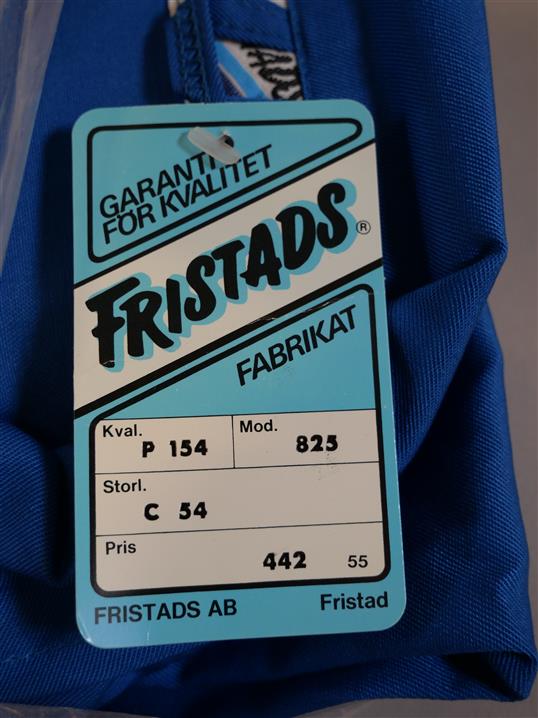 GARANTI
FÖR KVALITET
FRISTADS®
FABRIKAT
Kval. P 154
Mod. 825
Storl. C 54
Pris 442 55
FRISTADS AB Fristad